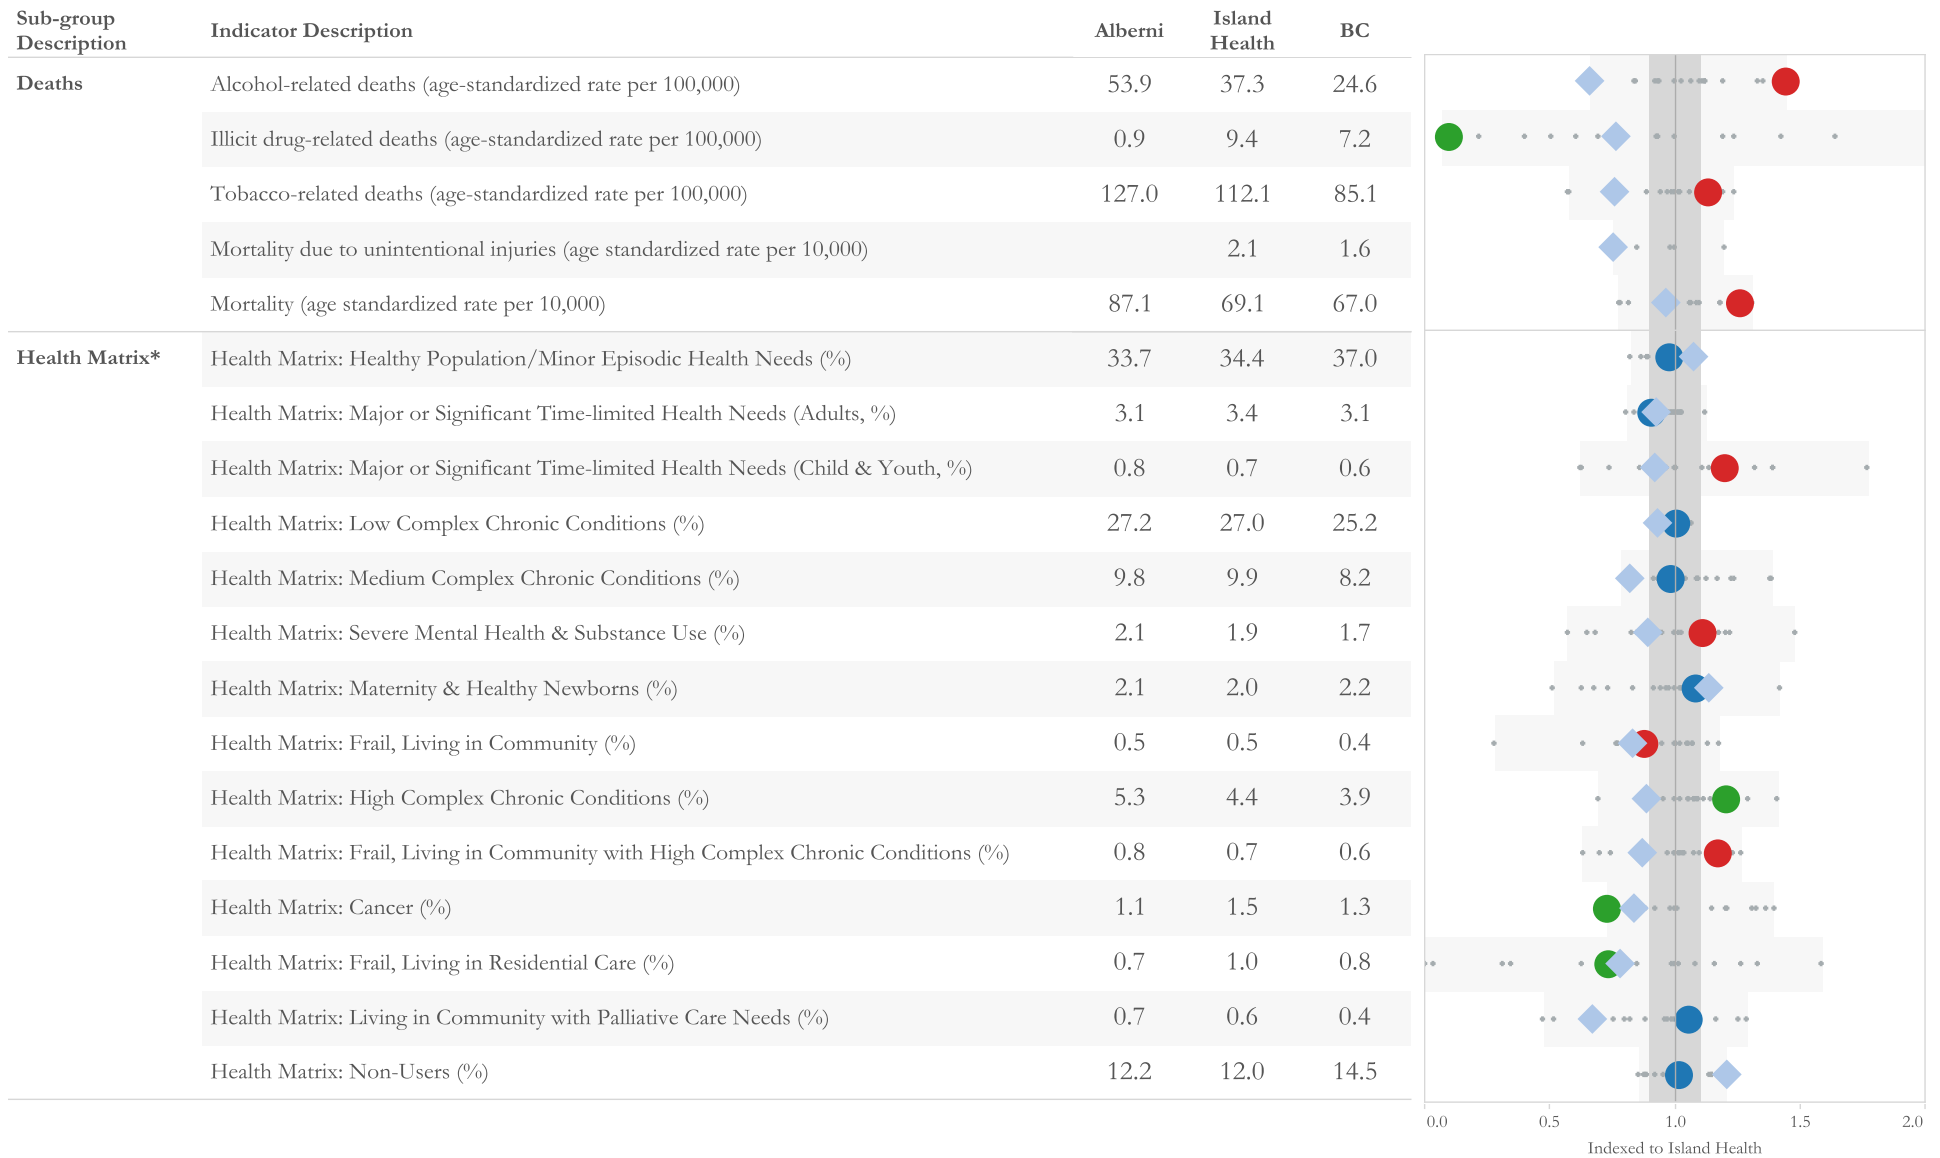 Sub-group Description Indicator Description Alberni Island Health BC
Deaths Alcohol-related deaths (age-standardized rate per 100,000) 53.9 37.3 24.6
Illicit drug-related deaths (age-standardized rate per 100,000) 0.9 9.4 7.2
Tobacco-related deaths (age-standardized rate per 100,000) 127.0 112.1 85.1
Mortality due to unintentional injuries (age standardized rate per 10,000) 2.1 1.6
Mortality (age standardized rate per 10,000) 87.1 69.1 67.0
Health Matrix* Health Matrix: Healthy Population/Minor Episodic Health Needs (%) 33.7 34.4 37.0
Health Matrix: Major or Significant Time-limited Health Needs (Adults, %) 3.1 3.4 3.1
Health Matrix: Major or Significant Time-limited Health Needs (Child & Youth, %) 0.8 0.7 0.6
Health Matrix: Low Complex Chronic Conditions (%) 27.2 27.0 25.2
Health Matrix: Medium Complex Chronic Conditions (%) 9.8 9.9 8.2
Health Matrix: Severe Mental Health & Substance Use (%) 2.1 1.9 1.7
Health Matrix: Maternity & Healthy Newborns (%) 2.1 2.0 2.2
Health Matrix: Frail, Living in Community (%) 0.5 0.5 0.4
Health Matrix: High Complex Chronic Conditions (%) 5.3 4.4 3.9
Health Matrix: Frail, Living in Community with High Complex Chronic Conditions (%) 0.8 0.7 0.6
Health Matrix: Cancer (%) 1.1 1.5 1.3
Health Matrix: Frail, Living in Residential Care (%) 0.7 1.0 0.8
Health Matrix: Living in Community with Palliative Care Needs (%) 0.7 0.6 0.4
Health Matrix: Non-Users (%) 12.2 12.0 14.5
0.0 0.5 1.0 1.5 2.0
Indexed to Island Health